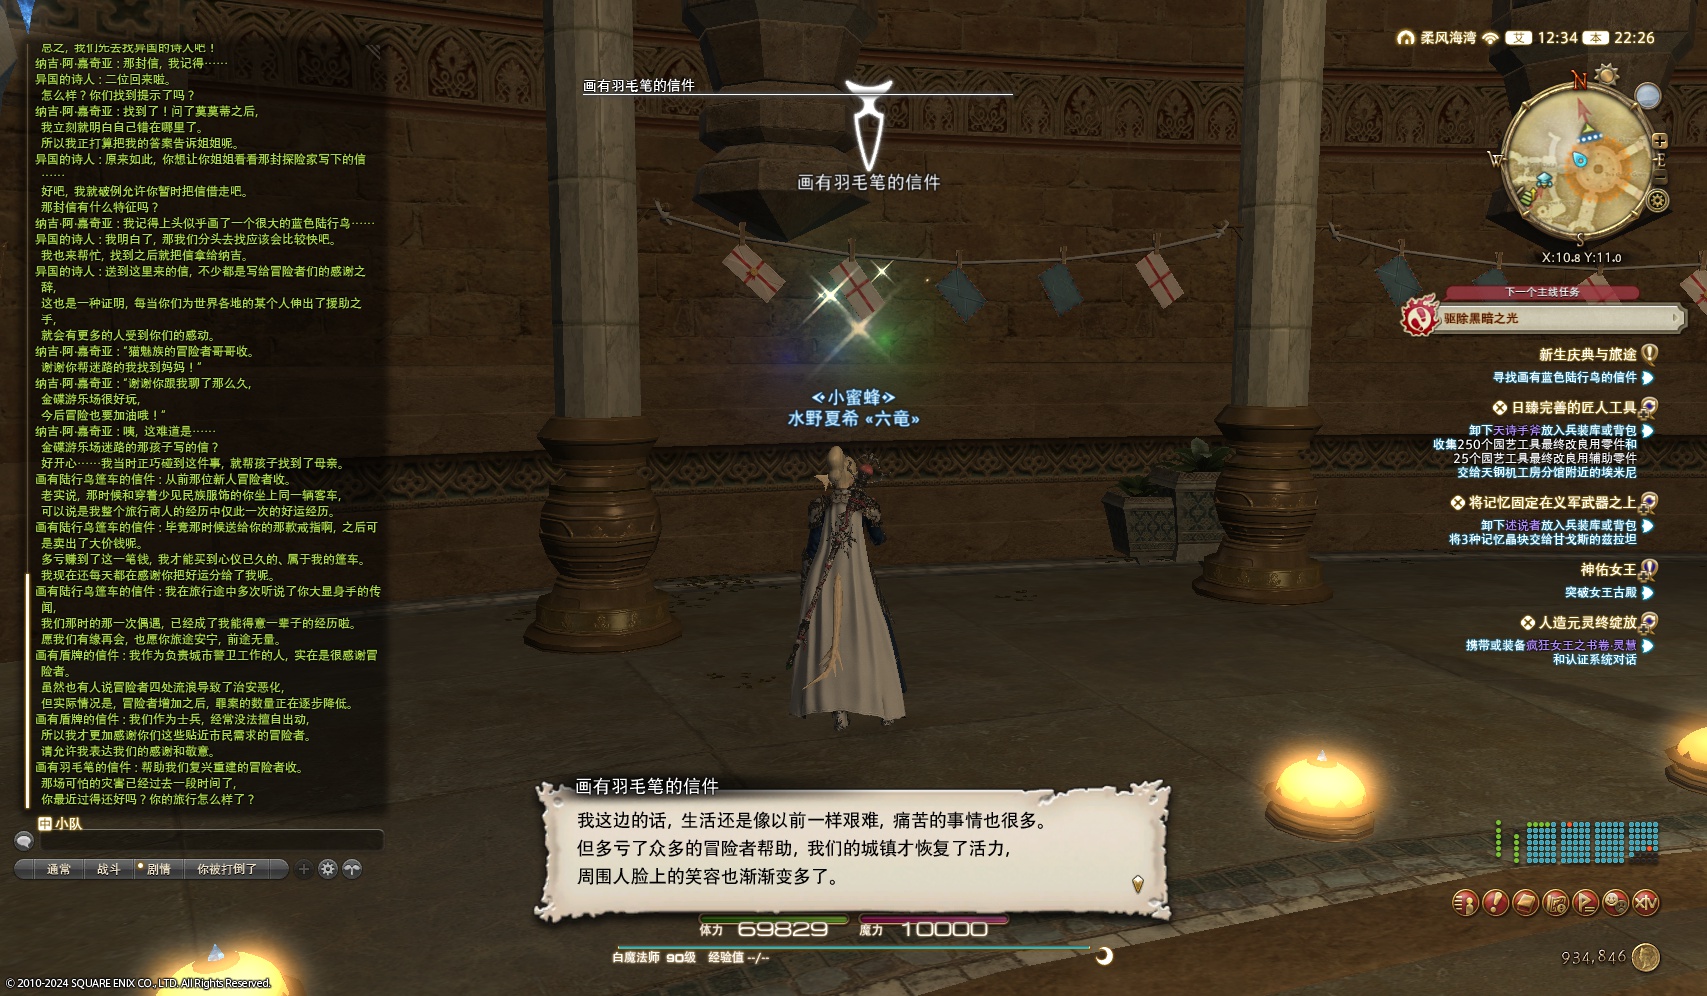 总之，我们先去找异国的诗人吧！
纳吉·阿·嘉奇亚：那封信，我记得……
异国的诗人：二位回来啦。
怎么样？你们找到提示了吗？
纳吉·阿·嘉奇亚：找到了！问了莫莫蒂之后，
我立刻就明白自己错在哪里了。
所以我正打算把我的答案告诉姐姐呢。
异国的诗人：原来如此，你想让你姐姐看看那封探险家写下的信
……
好吧，我就破例允许你暂时把信借走吧。
那封信有什么特征吗？
纳吉·阿·嘉奇亚：我记得上头似乎画了一个很大的蓝色陆行鸟……
异国的诗人：我明白了，那我们分头去找应该会比较快吧。
我也来帮忙，找到之后就把信拿给纳吉。
异国的诗人：送到这里来的信，不少都是写给冒险者们的感谢之
辞，
这也是一种证明，每当你们为世界各地的某个人伸出了援助之
手，
就会有更多的人受到你们的感动。
纳吉·阿·嘉奇亚：“猫魅族的冒险者哥哥收。
谢谢你帮迷路的我找到妈妈！”
纳吉·阿·嘉奇亚：“谢谢你跟我聊了那么久，
金碟游乐场很好玩，
今后冒险也要加油哦！”
纳吉·阿·嘉奇亚：咦，这难道是……
金碟游乐场迷路的那孩子写的信？
好开心……我当时正巧碰到这件事，就帮孩子找到了母亲。
画有陆行鸟篷车的信件：从前那位新人冒险者收。
老实说，那时候和穿着少见民族服饰的你坐上同一辆客车，
可以说是我整个旅行商人的经历中仅此一次的好运经历。
画有陆行鸟篷车的信件：毕竟那时候送给你的那款戒指啊，之后可
是卖出了大价钱呢。
多亏赚到了这一笔钱，我才能买到心仪已久的、属于我的篷车。
我现在还每天都在感谢你把好运分给了我呢。
画有陆行鸟篷车的信件：我在旅行途中多次听说了你大显身手的传
闻，
我们那时的那一次偶遇，已经成了我能得意一辈子的经历啦。
愿我们有缘再会，也愿你旅途安宁，前途无量。
画有盾牌的信件：我作为负责城市警卫工作的人，实在是很感谢冒
险者。
虽然也有人说冒险者四处流浪导致了治安恶化，
但实际情况是，冒险者增加之后，罪案的数量正在逐步降低。
画有盾牌的信件：我们作为士兵，经常没法擅自出动，
所以我才更加感谢你们这些贴近市民需求的冒险者。
请允许我表达我们的感谢和敬意。
画有羽毛笔的信件：帮助我们复兴重建的冒险者收。
那场可怕的灾害已经过去一段时间了，
你最近过得还好吗？你的旅行怎么样了？
中 小队
通常 战斗 剧情 你被打倒了
© 2010-2024 SQUARE ENIX CO., LTD. All Rights Reserved.
画有羽毛笔的信件
画有羽毛笔的信件
<小蜜蜂>
水野夏希 «六竜»
画有羽毛笔的信件
我这边的话，生活还是像以前一样艰难，痛苦的事情也很多。
但多亏了众多的冒险者帮助，我们的城镇才恢复了活力，
周围人脸上的笑容也渐渐变多了。
体力 69829 魔力 10000
白魔法师 90级 经验值 --/--
柔风海湾 艾 12:34 本 22:26
N
W E
S
X:10.8 Y:11.0
下一个主线任务
驱除黑暗之光
新生庆典与旅途
寻找画有蓝色陆行鸟的信件
日臻完善的匠人工具
卸下天诗手斧放入兵装库或背包
收集250个园艺工具最终改良用零件和
25个园艺工具最终改良用辅助零件
交给天钢机工房分馆附近的埃米尼
将记忆固定在义军武器之上
卸下述说者放入兵装库或背包
将3种记忆晶块交给甘戈斯的兹拉坦
神佑女王
突破女王古殿
人造元灵终绽放
携带或装备疯狂女王之书卷·灵慧
和认证系统对话
XIV
934,846